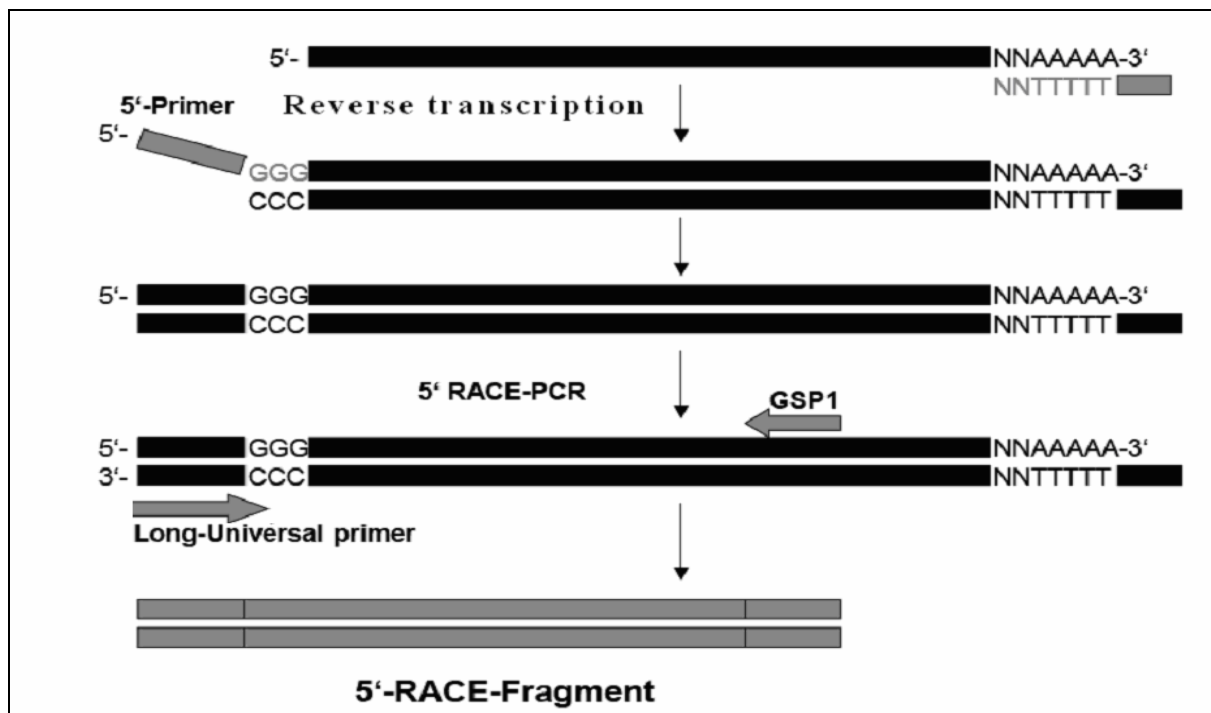 5‘- NNAAAAA-3‘
NNTTTTT
5‘-Primer Reverse transcription
5‘-
GGG NNAAAAA-3‘
CCC NNTTTTT
5‘- GGG NNAAAAA-3‘
CCC NNTTTTT
5‘ RACE-PCR GSP1
5‘- GGG NNAAAAA-3‘
3‘- CCC NNTTTTT
Long-Universal primer
5‘-RACE-Fragment